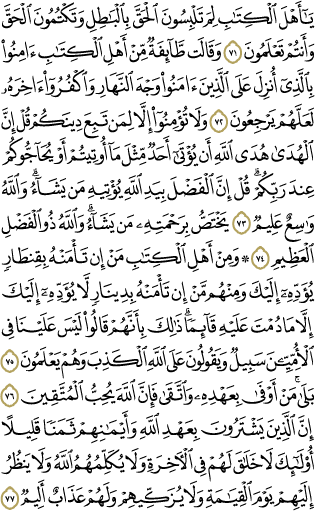 يَٰٓأَهْلَ ٱلْكِتَٰبِ لِمَ تَلْبِسُونَ ٱلْحَقَّ بِٱلْبَٰطِلِ وَتَكْتُمُونَ ٱلْحَقَّ
وَأَنتُمْ تَعْلَمُونَ ٧١ وَقَالَت طَّآئِفَةٌ مِّنْ أَهْلِ ٱلْكِتَٰبِ ءَامِنُوا۟
بِٱلَّذِىٓ أُنزِلَ عَلَى ٱلَّذِينَ ءَامَنُوا۟ وَجْهَ ٱلنَّهَارِ وَٱكْفُرُوٓا۟ ءَاخِرَهُۥ
لَعَلَّهُمْ يَرْجِعُونَ ٧٢ وَلَا تُؤْمِنُوٓا۟ إِلَّا لِمَن تَبِعَ دِينَكُمْ قُلْ إِنَّ
ٱلْهُدَىٰ هُدَى ٱللَّهِ أَن يُؤْتَىٰٓ أَحَدٌ مِّثْلَ مَآ أُوتِيتُمْ أَوْ يُحَآجُّوكُمْ
عِندَ رَبِّكُمْ ۗ قُلْ إِنَّ ٱلْفَضْلَ بِيَدِ ٱللَّهِ يُؤْتِيهِ مَن يَشَآءُ ۗ وَٱللَّهُ
وَٰسِعٌ عَلِيمٌ ٧٣ يَخْتَصُّ بِرَحْمَتِهِۦ مَن يَشَآءُ ۗ وَٱللَّهُ ذُو ٱلْفَضْلِ
ٱلْعَظِيمِ ٧٤ ۞ وَمِنْ أَهْلِ ٱلْكِتَٰبِ مَنْ إِن تَأْمَنْهُ بِقِنطَارٍ
يُؤَدِّهِۦٓ إِلَيْكَ وَمِنْهُم مَّنْ إِن تَأْمَنْهُ بِدِينَارٍ لَّا يُؤَدِّهِۦٓ إِلَيْكَ
إِلَّا مَا دُمْتَ عَلَيْهِ قَآئِمًا ۗ ذَٰلِكَ بِأَنَّهُمْ قَالُوا۟ لَيْسَ عَلَيْنَا فِى
ٱلْأُمِّيِّـۧنَ سَبِيلٌ وَيَقُولُونَ عَلَى ٱللَّهِ ٱلْكَذِبَ وَهُمْ يَعْلَمُونَ ٧٥
بَلَىٰ ۚ مَنْ أَوْفَىٰ بِعَهْدِهِۦ وَٱتَّقَىٰ فَإِنَّ ٱللَّهَ يُحِبُّ ٱلْمُتَّقِينَ ٧٦
إِنَّ ٱلَّذِينَ يَشْتَرُونَ بِعَهْدِ ٱللَّهِ وَأَيْمَٰنِهِمْ ثَمَنًا قَلِيلًا
أُو۟لَٰٓئِكَ لَا خَلَٰقَ لَهُمْ فِى ٱلْءَاخِرَةِ وَلَا يُكَلِّمُهُمُ ٱللَّهُ وَلَا يَنظُرُ
إِلَيْهِمْ يَوْمَ ٱلْقِيَٰمَةِ وَلَا يُزَكِّيهِمْ وَلَهُمْ عَذَابٌ أَلِيمٌ ٧٧